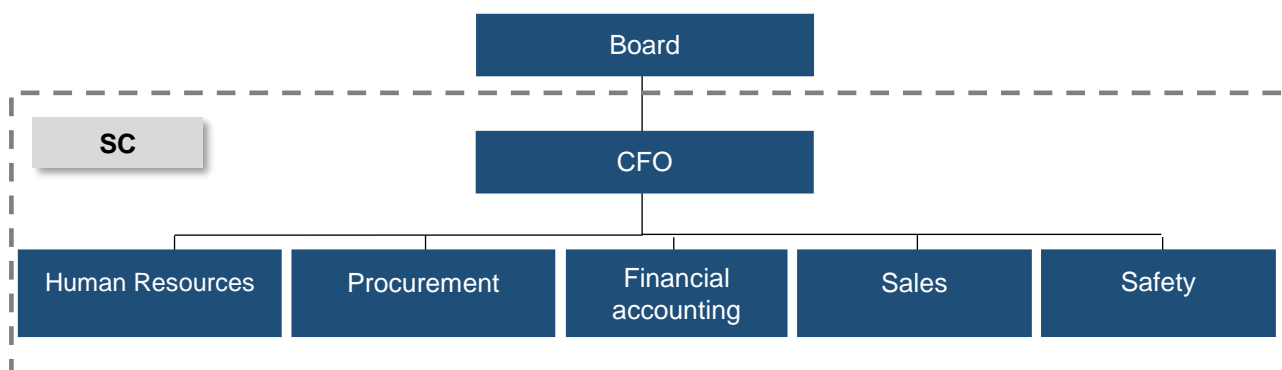 Board
SC
CFO
Human Resources
Procurement
Financial
accounting
Sales
Safety